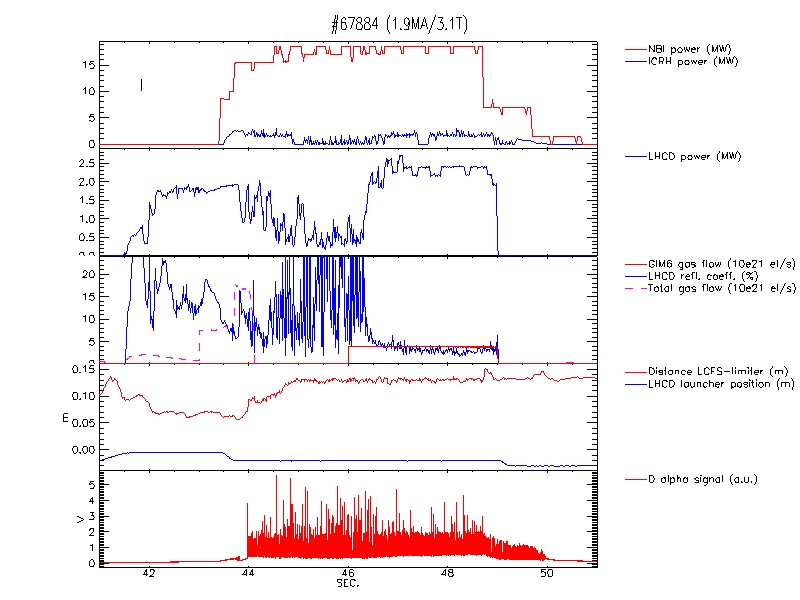 #67884 (1.9MA/3.1T)
NBI power (MW)
ICRH power (MW)
15
10
5
0
LHCD power (MW)
2.5
2.0
1.5
1.0
0.5
0.0
GIM6 gas flow (10e21 el/s)
LHCD refl. coeff. (%)
Total gas flow (10e21 el/s)
20
15
10
5
0
Distance LCFS-limiter (m)
LHCD launcher position (m)
0.15
0.10
0.05
0.00
m
D alpha signal (a.u.)
5
4
3
2
1
0
V
42 44 46 48 50
SEC.